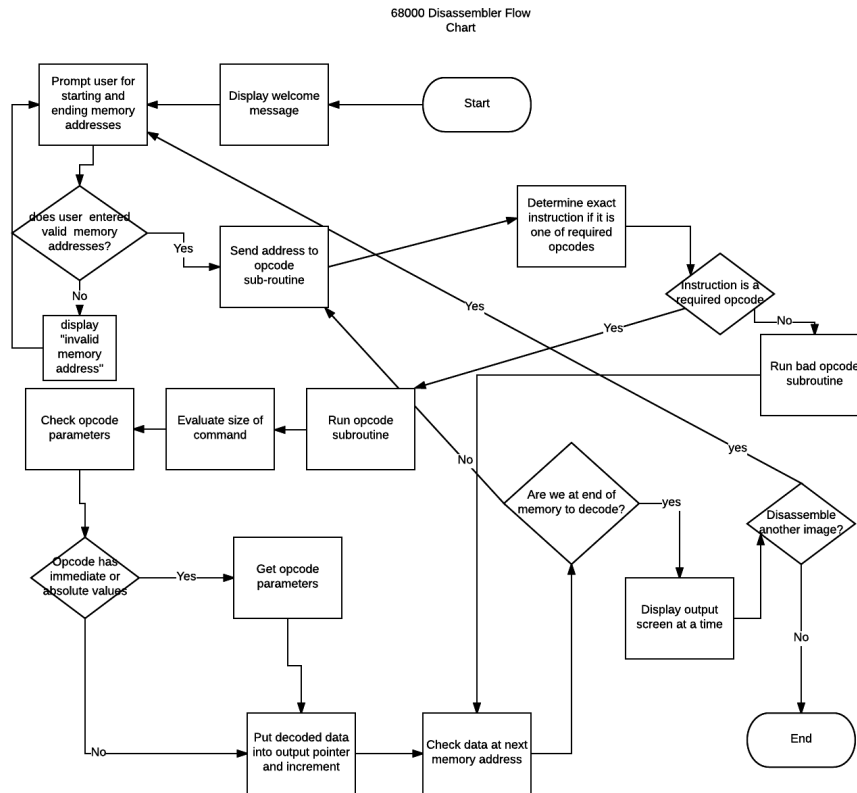 68000 Disassembler Flow
Chart
Start
Display welcome
message
Prompt user for
starting and
ending memory
addresses
does user entered
valid memory
addresses?
Yes
No
display
"invalid
memory
address"
Send address to
opcode
sub-routine
Determine exact
instruction if it is
one of required
opcodes
Instruction is a
required opcode
Yes
No
Run bad opcode
subroutine
Yes
Run opcode
subroutine
Evaluate size of
command
Check opcode
parameters
Opcode has
immediate or
absolute values
Yes
No
Get opcode
parameters
Put decoded data
into output pointer
and increment
Check data at next
memory address
Are we at end of
memory to decode?
No
yes
Display output
screen at a time
Disassemble
another image?
yes
No
End